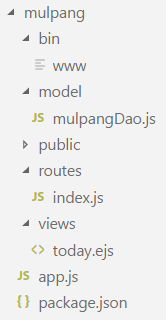 mulpang
bin
www
model
JS mulpangDao.js
public
routes
JS index.js
views
<> today.ejs
JS app.js
{ } package.json